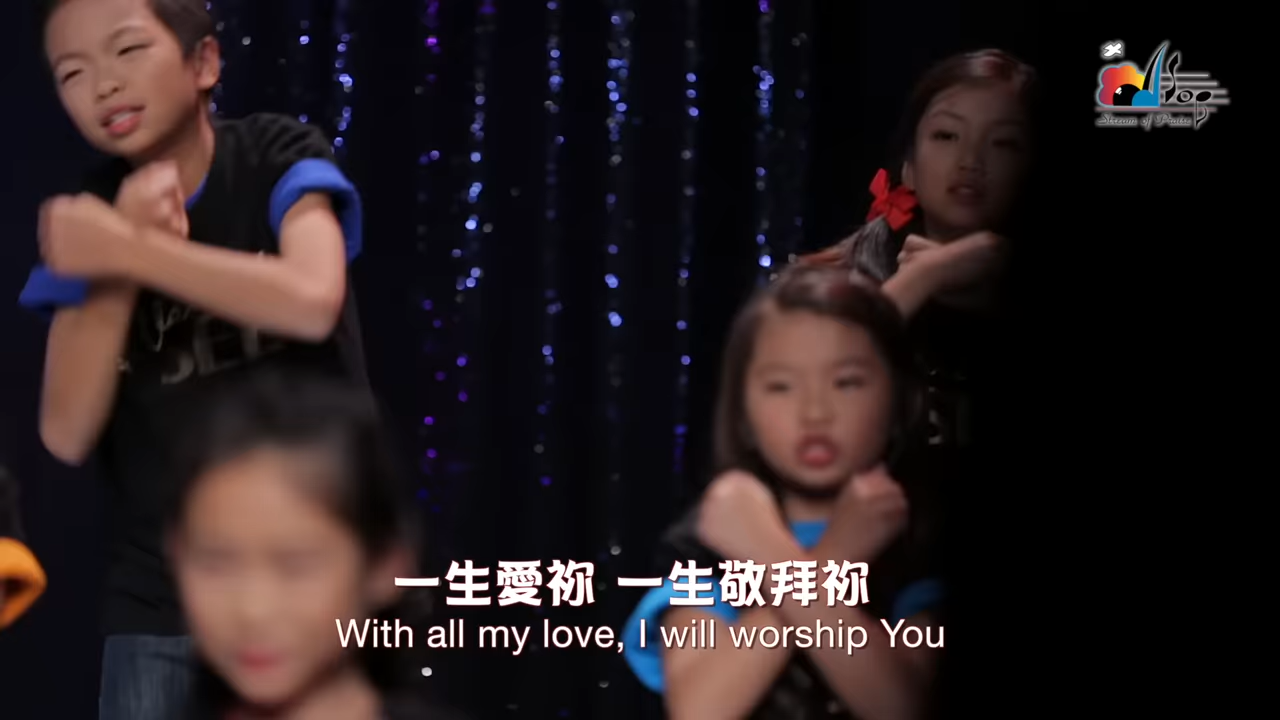 SOP
Stream of Praise
一生愛祢 一生敬拜祢
With all my love, I will worship You